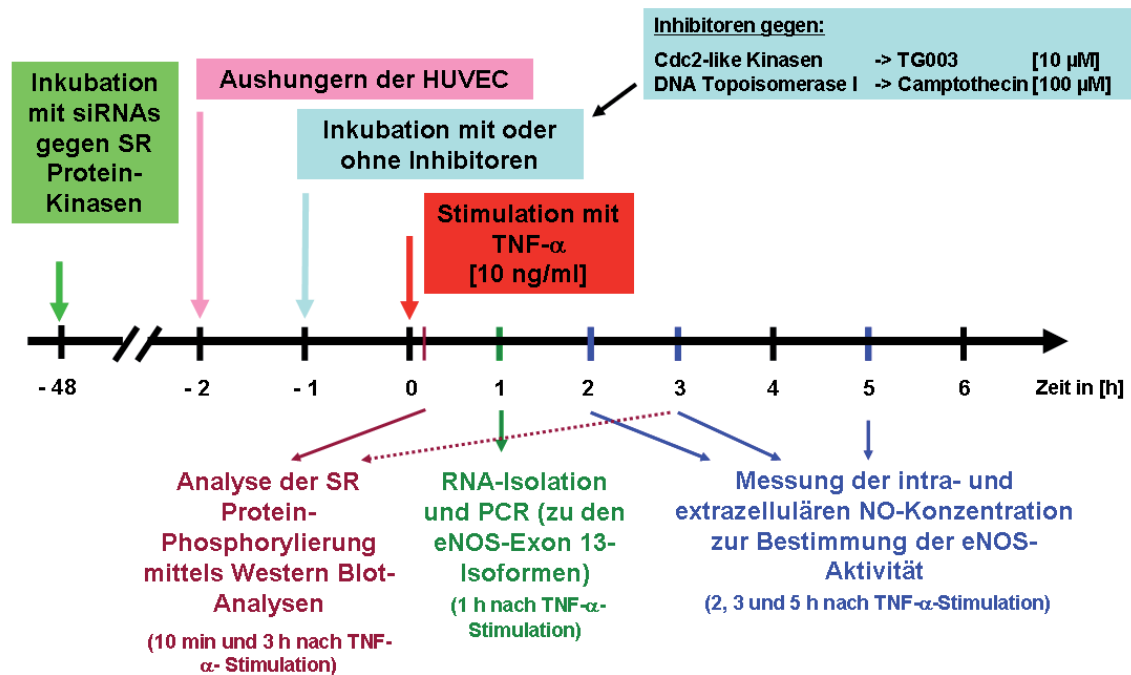 Inhibitoren gegen:
Cdc2-like Kinasen -> TG003 [10 µM]
DNA Topoisomerase I -> Camptothecin [100 µM]
Inkubation
mit siRNAs
gegen SR
Protein-
Kinasen
Aushungern der HUVEC
Inkubation mit oder
ohne Inhibitoren
Stimulation mit
TNF-α
[10 ng/ml]
- 48 - 2 - 1 0 1 2 3 4 5 6 Zeit in [h]
Analyse der SR
Protein-
Phosphorylierung
mittels Western Blot-
Analysen
(10 min und 3 h nach TNF-
α- Stimulation)
RNA-Isolation
und PCR (zu den
eNOS-Exon 13-
Isoformen)
(1 h nach TNF-α-
Stimulation)
Messung der intra- und
extrazellulären NO-Konzentration
zur Bestimmung der eNOS-
Aktivität
(2, 3 und 5 h nach TNF-α-Stimulation)